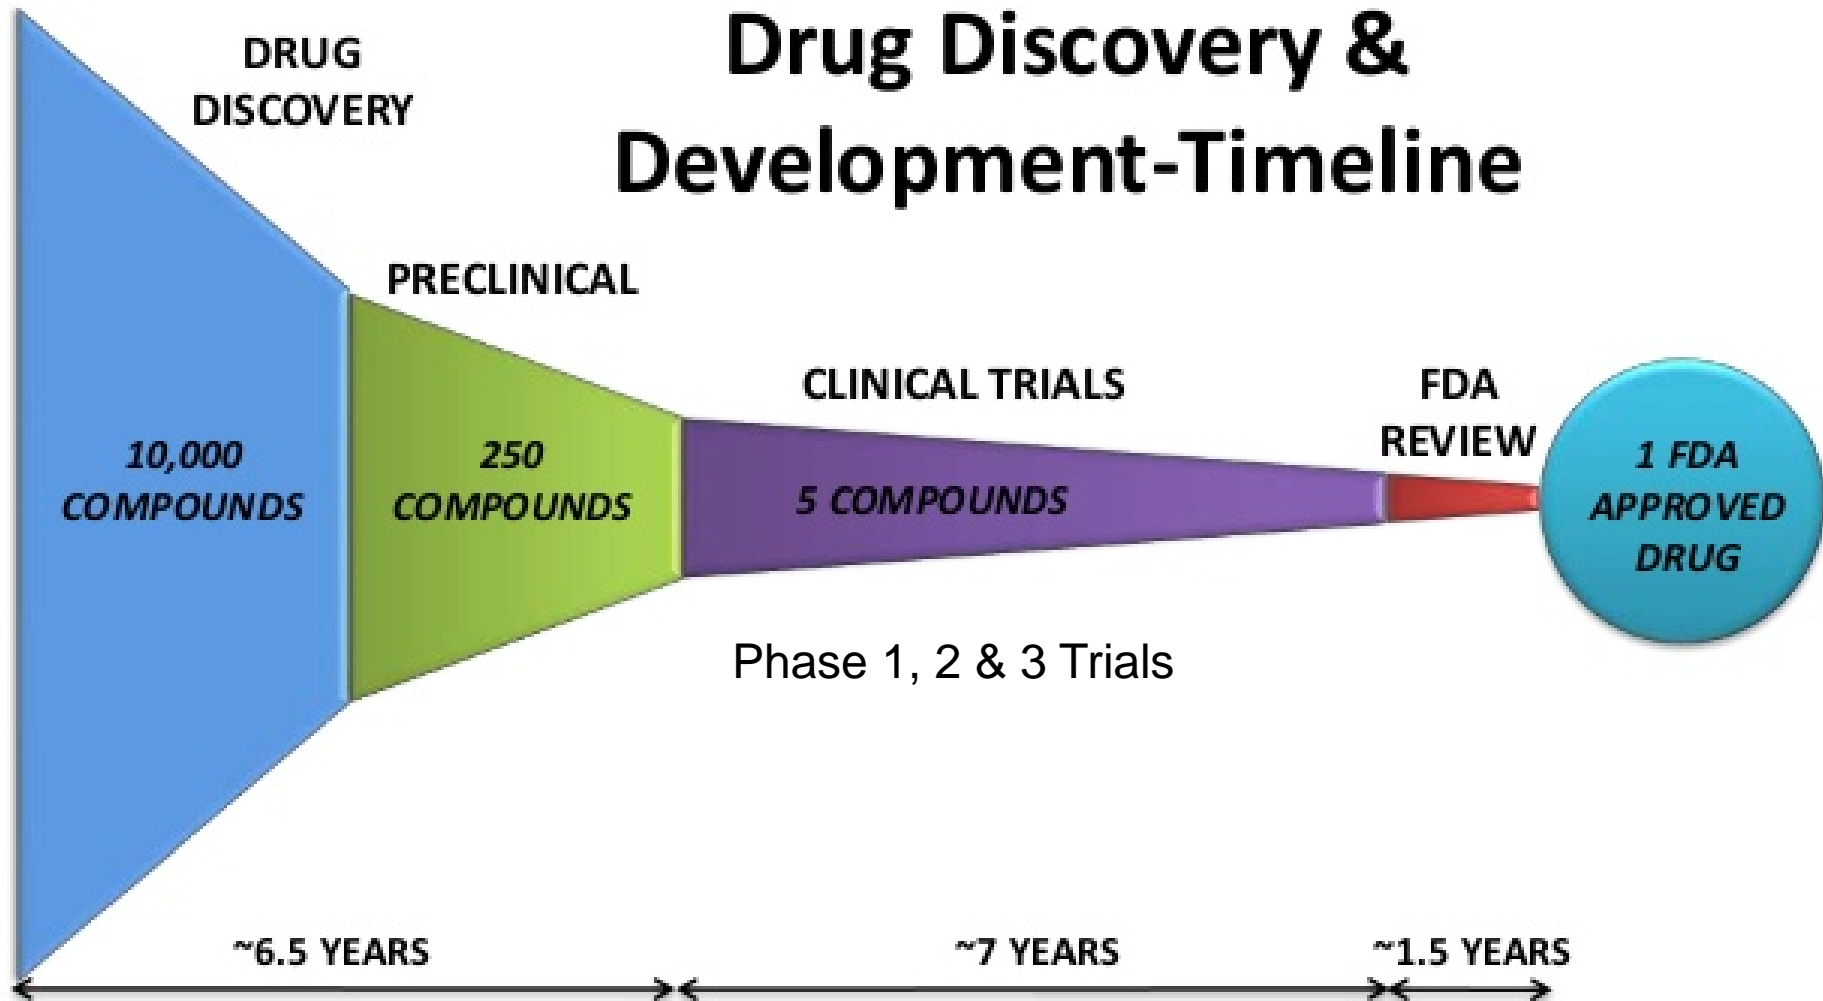 Drug Discovery &
Development-Timeline
DRUG
DISCOVERY
PRECLINICAL
CLINICAL TRIALS
FDA
REVIEW
10,000
COMPOUNDS
250
COMPOUNDS
5 COMPOUNDS
1 FDA
APPROVED
DRUG
Phase 1, 2 & 3 Trials
~6.5 YEARS
~7 YEARS
~1.5 YEARS